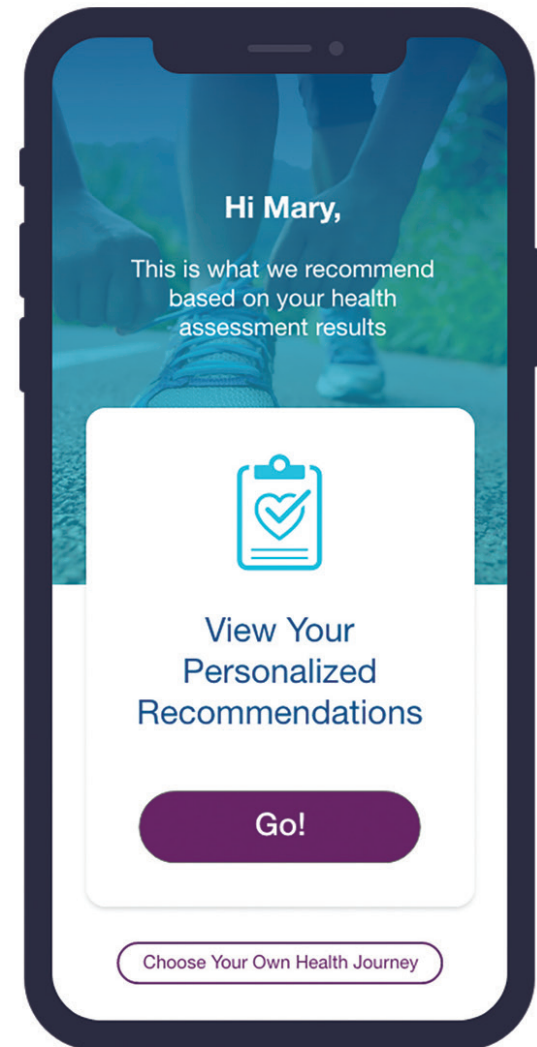 Hi Mary,
This is what we recommend
based on your health
assessment results
View Your
Personalized
Recommendations
Go!
Choose Your Own Health Journey